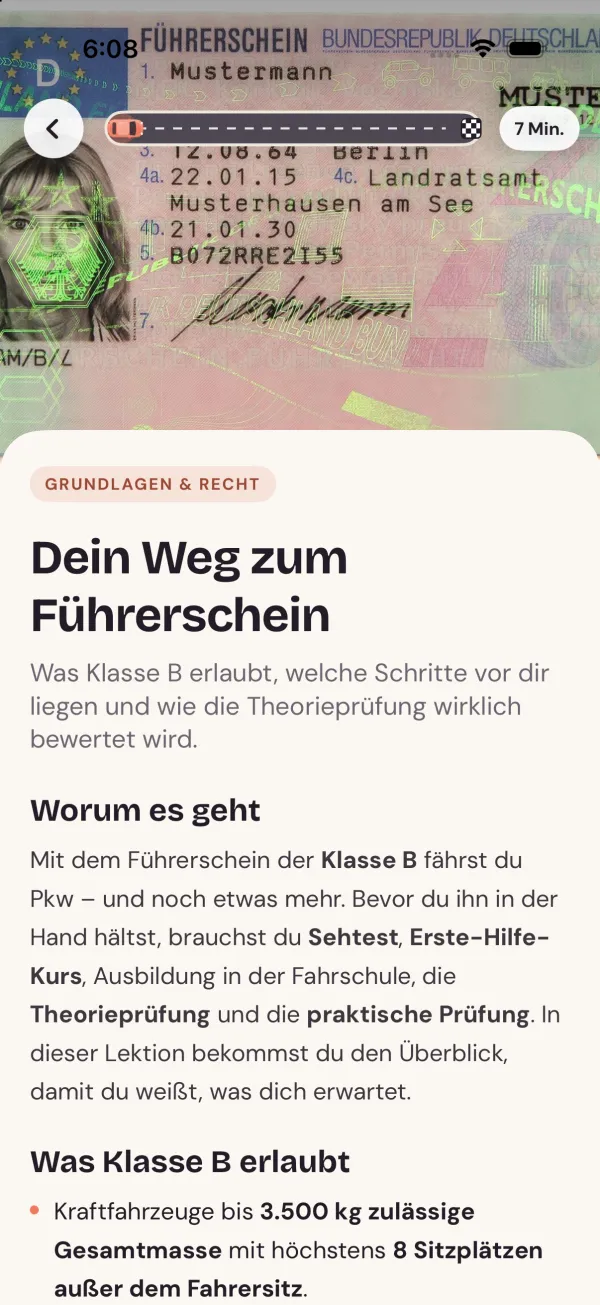 6:08
FÜHRERSCHEIN BUNDESREPUBLIK DEUTSCHLA
D
1. Mustermann
MUSTE
7 Min.
3. 12.08.64 Berlin
4a. 22.01.15 4c. Landratsamt
Musterhausen am See
4b. 21.01.30
5. B072RRE2I55
7.
AM/B/L
GRUNDLAGEN & RECHT
Dein Weg zum
Führerschein
Was Klasse B erlaubt, welche Schritte vor dir
liegen und wie die Theorieprüfung wirklich
bewertet wird.
Worum es geht
Mit dem Führerschein der Klasse B fährst du
Pkw – und noch etwas mehr. Bevor du ihn in der
Hand hältst, brauchst du Sehtest, Erste-Hilfe-
Kurs, Ausbildung in der Fahrschule, die
Theorieprüfung und die praktische Prüfung. In
dieser Lektion bekommst du den Überblick,
damit du weißt, was dich erwartet.
Was Klasse B erlaubt
• Kraftfahrzeuge bis 3.500 kg zulässige
Gesamtmasse mit höchstens 8 Sitzplätzen
außer dem Fahrersitz.